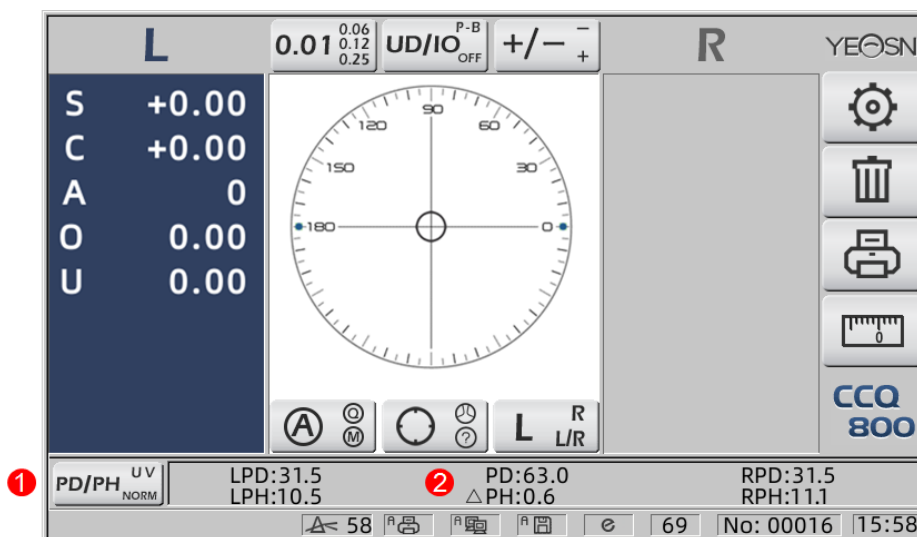 L
0.01 0.06
0.12
0.25
UD/IO P-B
OFF
+/− −
+
R
YEOSN
S +0.00
C +0.00
A 0
O 0.00
U 0.00
90
120 60
150 30
180 0
0
A Q
M
?
L R
L/R
CCQ
800
1
PD/PH UV
NORM
LPD:31.5 2 PD:63.0 RPD:31.5
LPH:10.5 △PH:0.6 RPH:11.1
58 A A A e 69 No: 00016 15:58